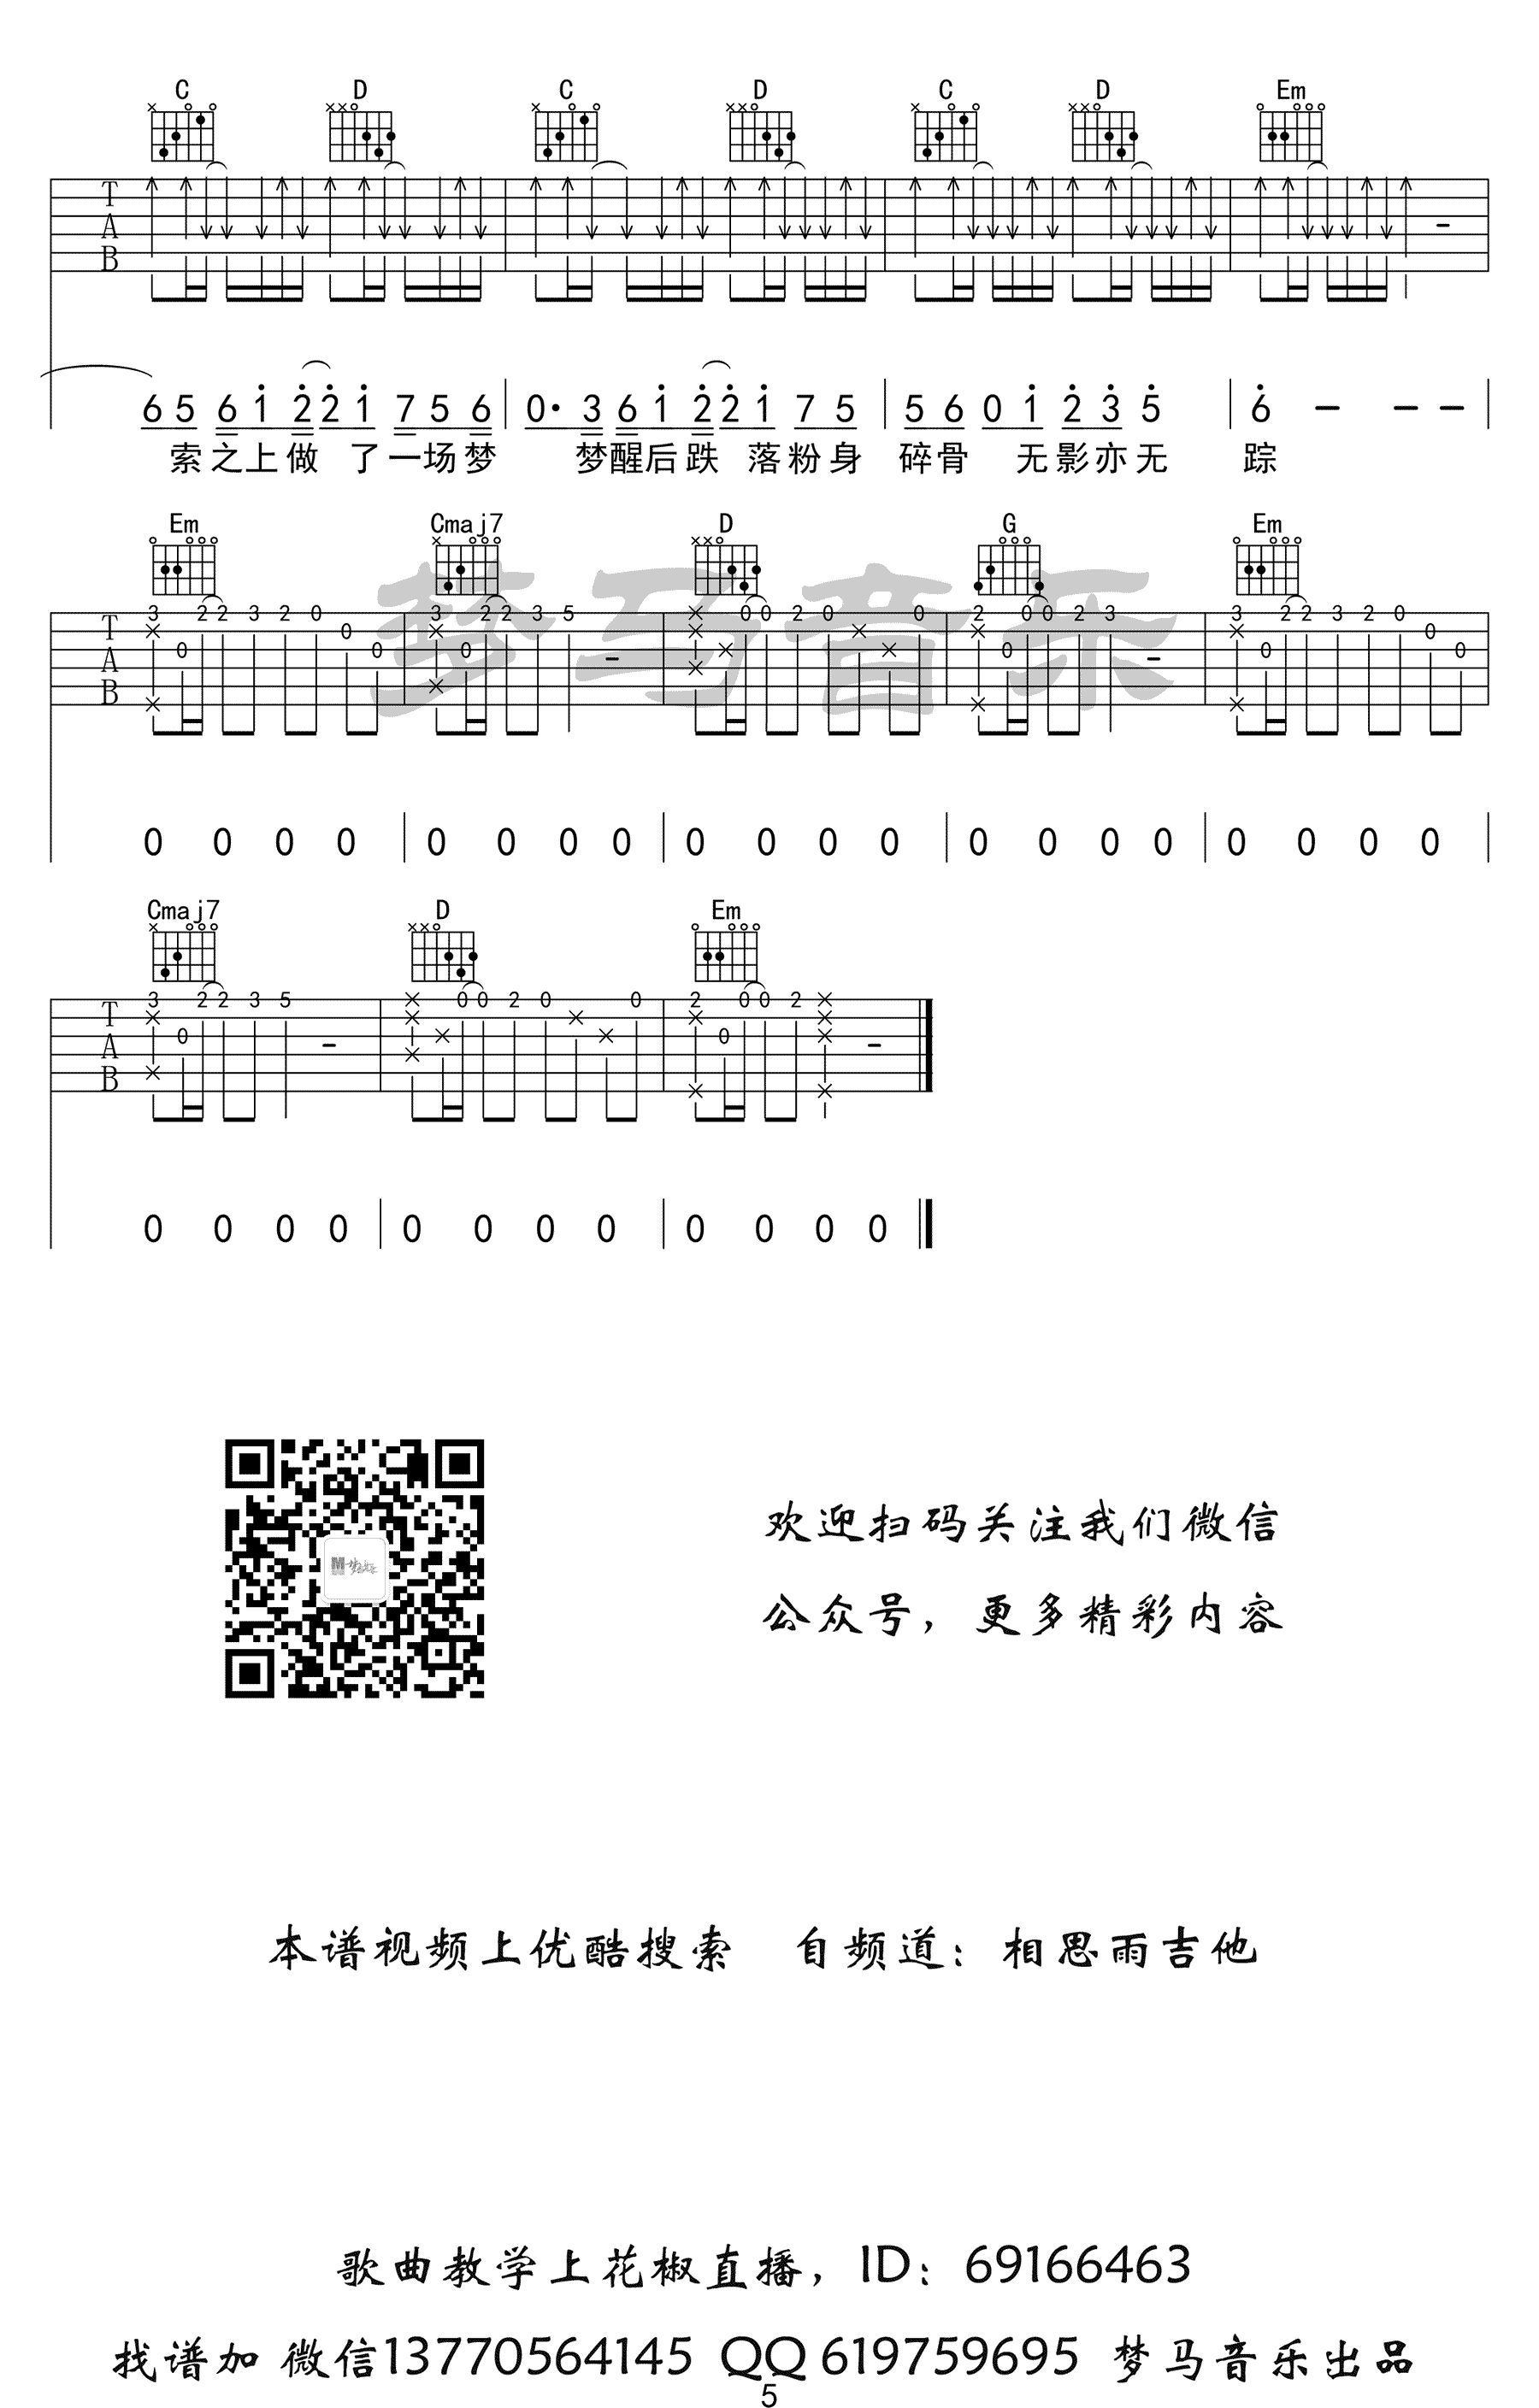 C D C D C D Em
T
A
B
6 5 6 1 2 2 1 7 5 6 0· 3 6 1 2 2 1 7 5 5 6 0 1 2 3 5 6 － － －
索之上做 了一场梦 梦醒后跌 落粉身 碎骨 无影亦无 踪
Em Cmaj7 D G Em
梦马音乐
T 3 0 2 2 3 2 0 0 0 3 0 2 2 3 5 0 0 2 0 0 2 0 0 0 2 3 3 0 2 2 3 2 0 0 0
A
B
0 0 0 0 0 0 0 0 0 0 0 0 0 0 0 0 0 0 0 0
Cmaj7 D Em
T 3 0 2 2 3 5 0 0 2 0 0 2 0 0 0 2
A
B
0 0 0 0 0 0 0 0 0 0 0 0
欢迎扫码关注我们微信
公众号，更多精彩内容
本谱视频上优酷搜索 自频道：相思雨吉他
歌曲教学上花椒直播，ID：69166463
找谱加 微信13770564145 QQ 619759695 梦马音乐出品
5